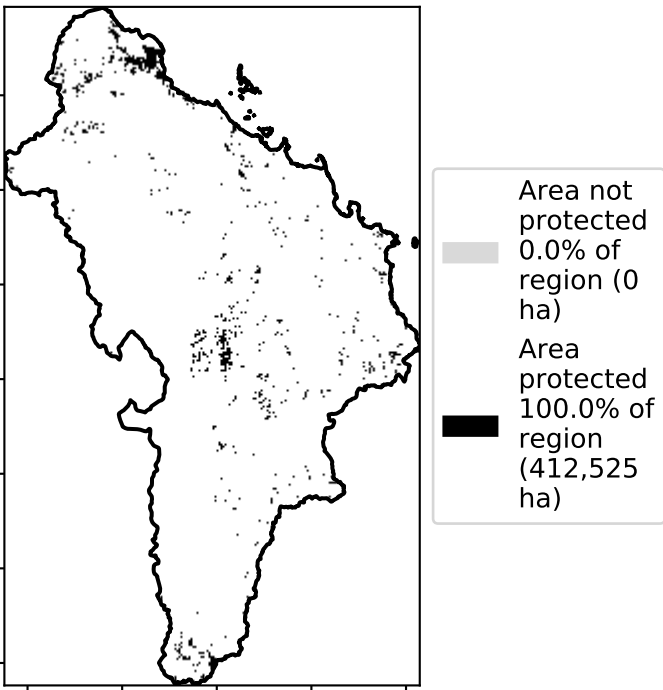 Area not
protected
0.0% of
region (0
ha)
Area
protected
100.0% of
region
(412,525
ha)